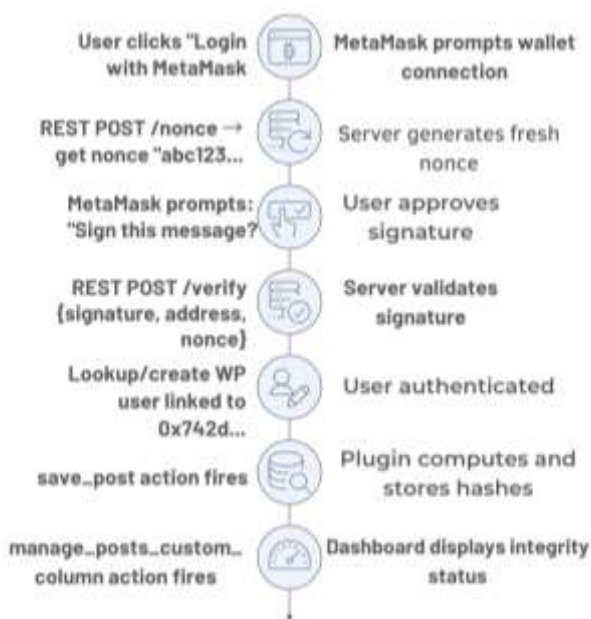 User clicks "Login
with MetaMask
MetaMask prompts wallet
connection
REST POST /nonce →
get nonce "abc123...
Server generates fresh
nonce
MetaMask prompts:
"Sign this message?
User approves
signature
REST POST /verify
{signature, address,
nonce}
Server validates
signature
Lookup/create WP
user linked to
0x742d...
User authenticated
save_post action fires
Plugin computes and
stores hashes
manage_posts_custom_
column action fires
Dashboard displays integrity
status